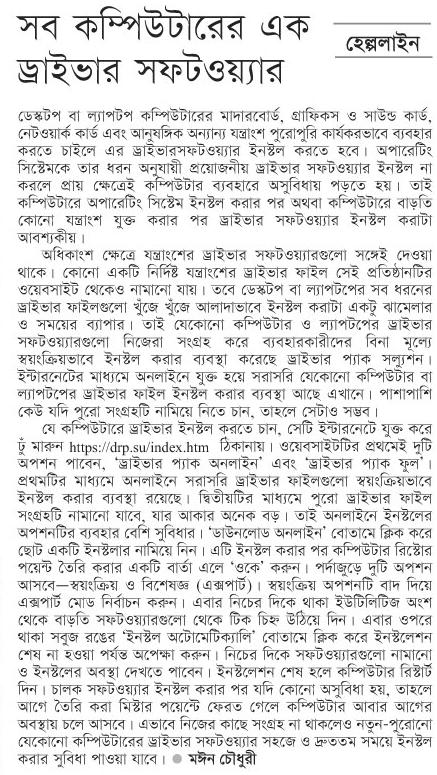 সব কম্পিউটারের এক
ড্রাইভার সফটওয়্যার
হেল্পলাইন
ডেস্কটপ বা ল্যাপটপ কম্পিউটারের মাদারবোর্ড, গ্রাফিকস ও সাউন্ড কার্ড,
নেটওয়ার্ক কার্ড এবং আনুষঙ্গিক অন্যান্য যন্ত্রাংশ পুরোপুরি কার্যকরভাবে ব্যবহার
করতে চাইলে এর ড্রাইভারসফটওয়্যার ইনস্টল করতে হবে। অপারেটিং
সিস্টেমকে তার ধরন অনুযায়ী প্রয়োজনীয় ড্রাইভার সফটওয়্যার ইনস্টল না
করলে প্রায় ক্ষেত্রেই কম্পিউটার ব্যবহারে অসুবিধায় পড়তে হয়। তাই
কম্পিউটারে অপারেটিং সিস্টেম ইনস্টল করার পর অথবা কম্পিউটারে বাড়তি
কোনো যন্ত্রাংশ যুক্ত করার পর ড্রাইভার সফটওয়্যার ইনস্টল করাটা
আবশ্যকীয়।
অধিকাংশ ক্ষেত্রে যন্ত্রাংশের ড্রাইভার সফটওয়্যারগুলো সঙ্গেই দেওয়া
থাকে। কোনো একটি নির্দিষ্ট যন্ত্রাংশের ড্রাইভার ফাইল সেই প্রতিষ্ঠানটির
ওয়েবসাইট থেকেও নামানো যায়। তবে ডেস্কটপ বা ল্যাপটপের সব ধরনের
ড্রাইভার ফাইলগুলো খুঁজে খুঁজে আলাদাভাবে ইনস্টল করাটা একটু ঝামেলার
ও সময়ের ব্যাপার। তাই যেকোনো কম্পিউটার ও ল্যাপটপের ড্রাইভার
সফটওয়্যারগুলো নিজেরা সংগ্রহ করে ব্যবহারকারীদের বিনা মূল্যে
স্বয়ংক্রিয়ভাবে ইনস্টল করার ব্যবস্থা করেছে ড্রাইভার প্যাক সল্যুশন।
ইন্টারনেটের মাধ্যমে অনলাইনে যুক্ত হয়ে সরাসরি যেকোনো কম্পিউটার বা
ল্যাপটপের ড্রাইভার ফাইল ইনস্টল করার ব্যবস্থা আছে এখানে। পাশাপাশি
কেউ যদি পুরো সংগ্রহটি নামিয়ে নিতে চান, তাহলে সেটাও সম্ভব।
যে কম্পিউটারে ড্রাইভার ইনস্টল করতে চান, সেটি ইন্টারনেটে যুক্ত করে
ঢুঁ মারুন https://drp.su/index.htm ঠিকানায়। ওয়েবসাইটটির প্রথমেই দুটি
অপশন পাবেন, 'ড্রাইভার প্যাক অনলাইন' এবং 'ড্রাইভার প্যাক ফুল'।
প্রথমটির মাধ্যমে অনলাইনে সরাসরি ড্রাইভার ফাইলগুলো স্বয়ংক্রিয়ভাবে
ইনস্টল করার ব্যবস্থা রয়েছে। দ্বিতীয়টির মাধ্যমে পুরো ড্রাইভার ফাইল
সংগ্রহটি নামানো যাবে, যার আকার অনেক বড়। তাই অনলাইনে ইনস্টলের
অপশনটির ব্যবহার বেশি সুবিধার। 'ডাউনলোড অনলাইন' বোতামে ক্লিক করে
ছোট একটি ইনস্টলার নামিয়ে নিন। এটি ইনস্টল করার পর কম্পিউটার রিস্টোর
পয়েন্ট তৈরির করার একটি বার্তা এলে 'ওকে' করুন। পর্দাজুড়ে দুটি অপশন
আসবে—স্বয়ংক্রিয় ও বিশেষজ্ঞ (এক্সপার্ট)। স্বয়ংক্রিয় অপশনটি বাদ দিয়ে
এক্সপার্ট মোড নির্বাচন করুন। এবার নিচের দিকে থাকা ইউটিলিটিজ অংশ
থেকে বাড়তি সফটওয়্যারগুলো থেকে টিক চিহ্ন উঠিয়ে দিন। এবার ওপরে
থাকা সবুজ রঙের 'ইনস্টল অটোমেটিক্যালি' বোতামে ক্লিক করে ইনস্টলেশন
শেষ না হওয়া পর্যন্ত অপেক্ষা করুন। নিচের দিকে সফটওয়্যারগুলো নামানো
ও ইনস্টলের অবস্থা দেখতে পাবেন। ইনস্টলেশন শেষ হলে কম্পিউটার রিস্টার্ট
দিন। চালক সফটওয়্যার ইনস্টল করার পর যদি কোনো অসুবিধা হয়, তাহলে
আগে তৈরি করা মিস্টার পয়েন্টে ফেরত গেলে কম্পিউটার আবার আগের
অবস্থায় চলে আসবে। এভাবে নিজের কাছে সংগ্রহ না থাকলেও নতুন-পুরোনো
যেকোনো কম্পিউটারের ড্রাইভার সফটওয়্যার সহজে ও দ্রুততম সময়ে ইনস্টল
করার সুবিধা পাওয়া যাবে। ● মঈন চৌধুরী